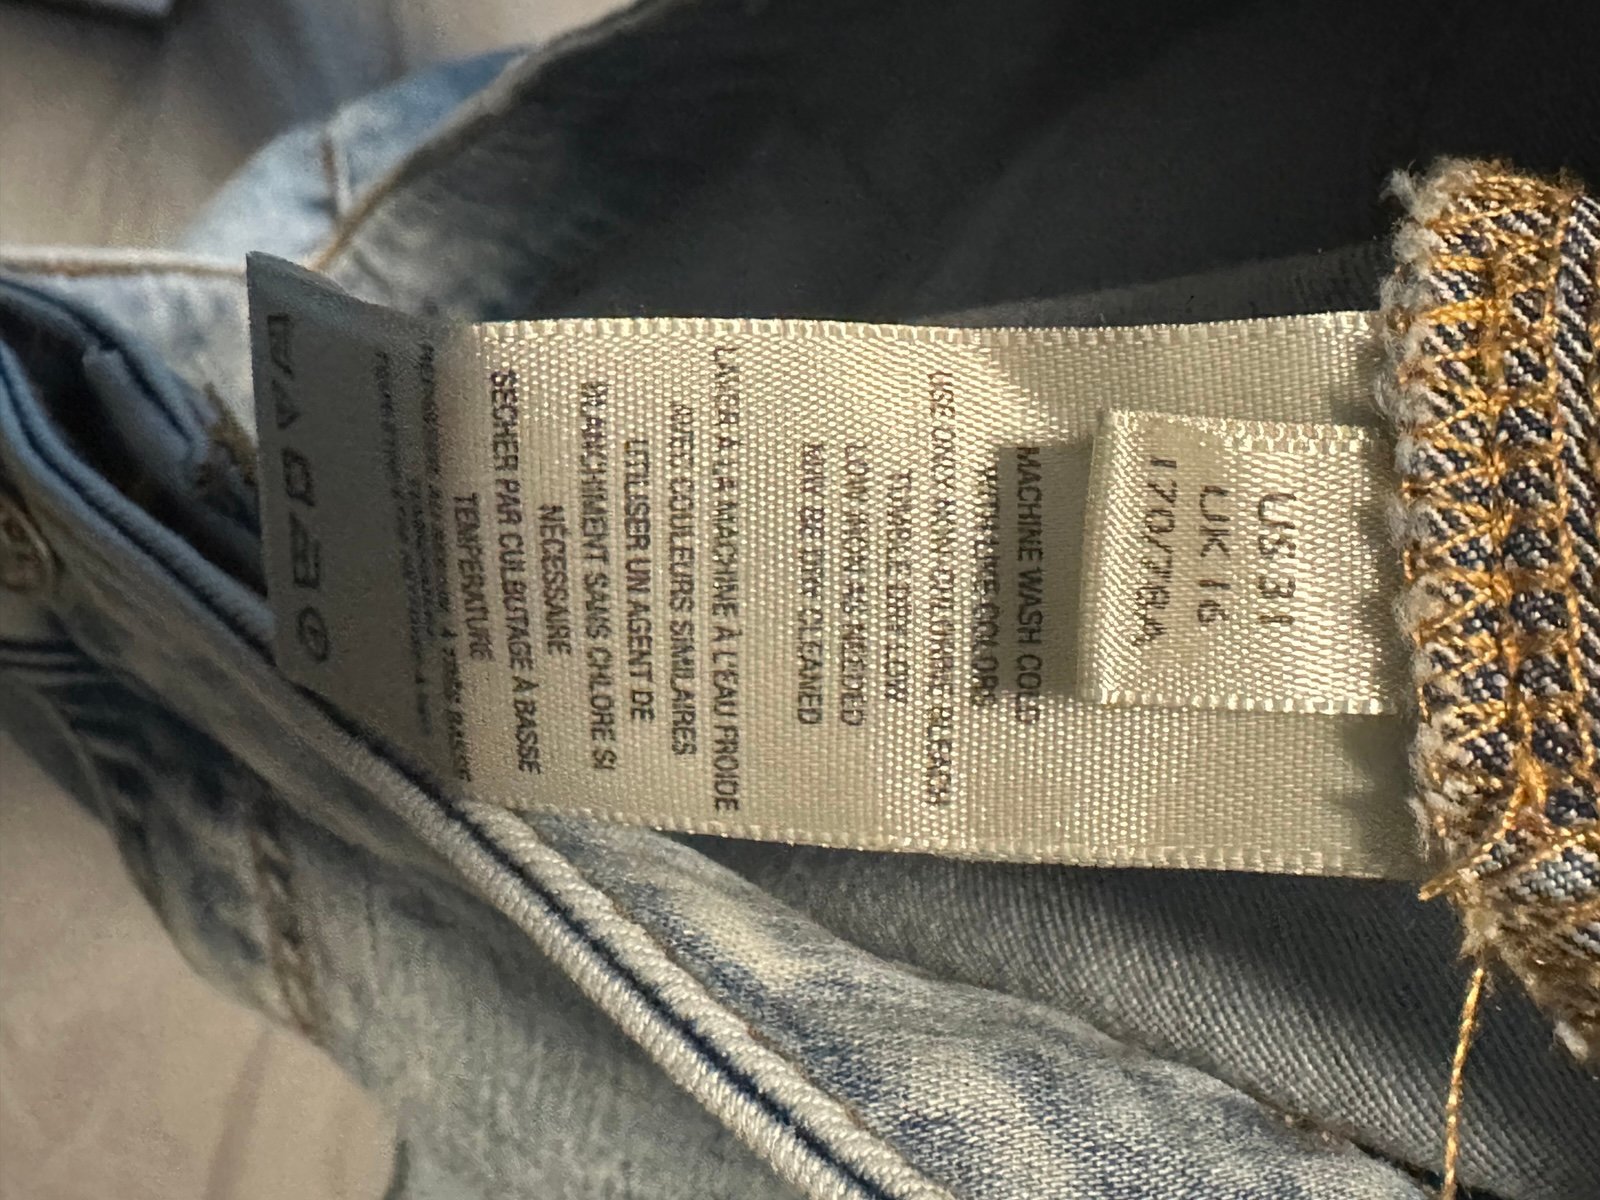 US 31
UK 16
170/78A
MACHINE WASH COLD
WITH LIKE COLORS
USE ONLY NON-CHLORINE BLEACH
TUMBLE DRY LOW
LOW IRON AS NEEDED
MAY BE DRY CLEANED
LAVER À LA MACHINE À L'EAU FROIDE
AVEC COULEURS SIMILAIRES
UTILISER UN AGENT DE
BLANCHIMENT SANS CHLORE SI
NÉCESSAIRE
SÉCHER PAR CULBUTAGE À BASSE
TEMPÉRATURE